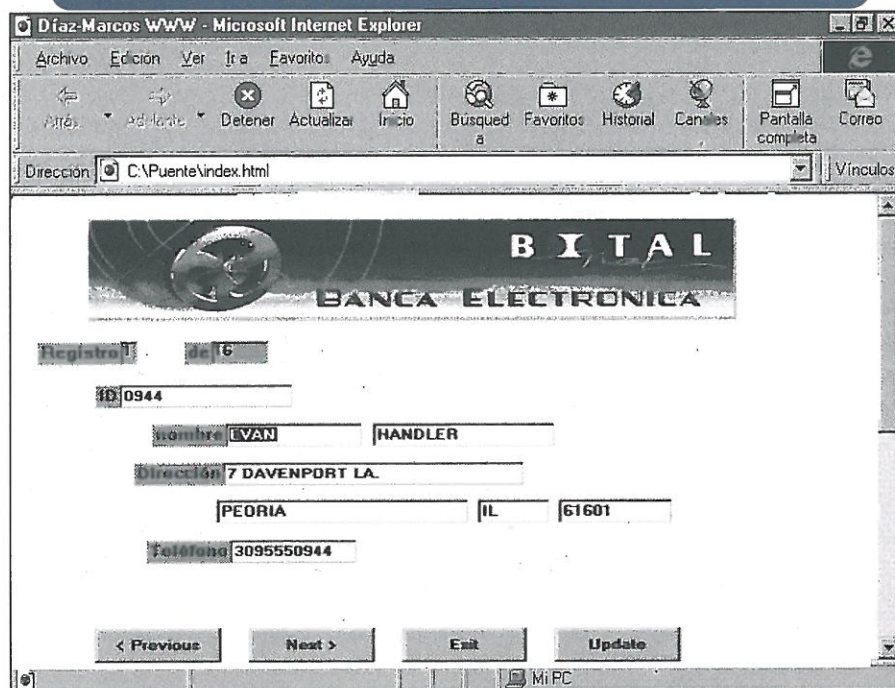 Díaz-Marcos WWW - Microsoft Internet Explorer
Archivo Edición Ver Ir a Favoritos Ayuda
Atrás Adelante Detener Actualizar Inicio Búsqued Favoritos Historial Canales Pantalla Correo
a completa
Dirección C:\Puente\index.html Vínculos
BITAL
BANCA ELECTRONICA
Registro 1 de 16
ID 0944
nombre EVAN HANDLER
Dirección 7 DAVENPORT LA.
PEORIA IL 61601
Teléfono 3095550944
< Previous Next > Exit Update
Mi PC